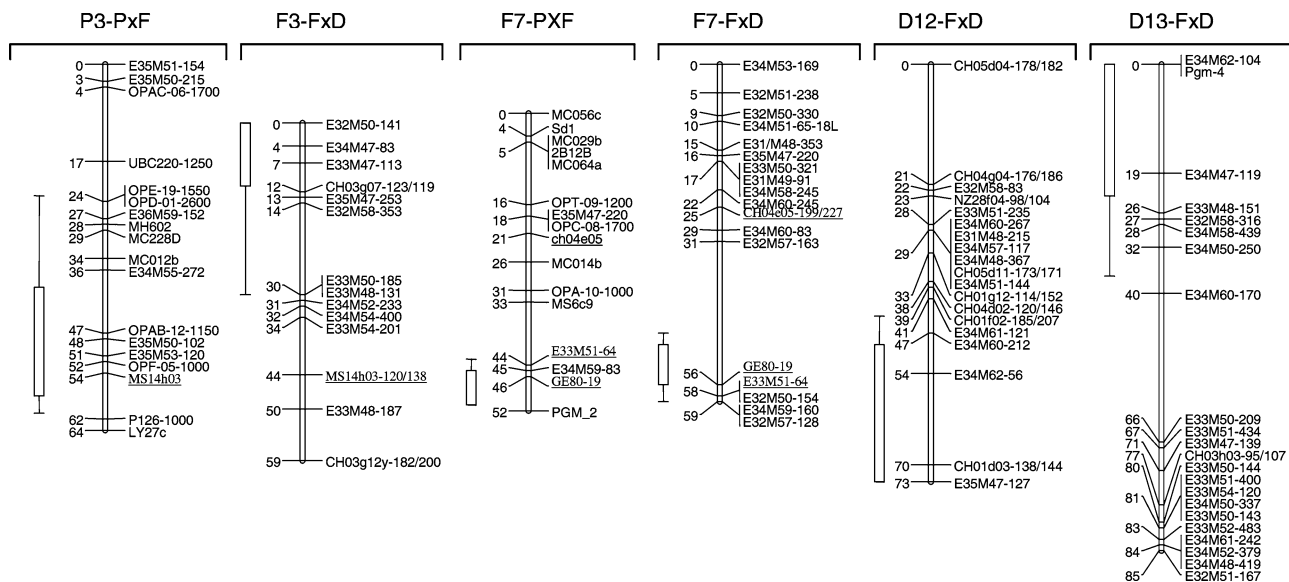 P3-PxF
0 E35M51-154
3 E35M50-215
4 OPAC-06-1700
17 UBC220-1250
24 OPE-19-1550
OPD-01-2600
27 E36M59-152
28 MH602
29 MC228D
34 MC012b
36 E34M55-272
47 OPAB-12-1150
48 E35M50-102
51 E35M53-120
52 OPF-05-1000
54 MS14h03
62 P126-1000
64 LY27c
F3-FxD
0 E32M50-141
4 E34M47-83
7 E33M47-113
12 CH03g07-123/119
13 E35M47-253
14 E32M58-353
30 E33M50-185
E33M48-131
31 E34M52-233
32 E34M54-400
34 E33M54-201
44 MS14h03-120/138
50 E33M48-187
59 CH03g12y-182/200
F7-PXF
0 MC056c
4 Sd1
5 MC029b
2B12B
MC064a
16 OPT-09-1200
18 E35M47-220
OPC-08-1700
21 ch04e05
26 MC014b
31 OPA-10-1000
33 MS6c9
44 E33M51-64
45 E34M59-83
46 GE80-19
52 PGM_2
F7-FxD
0 E34M53-169
5 E32M51-238
9 E32M50-330
10 E34M51-65-18L
15 E31/M48-353
16 E35M47-220
17 E33M50-321
E31M49-91
E34M58-245
22 E34M60-245
25 CH04e05-199/227
29 E34M60-83
31 E32M57-163
56 GE80-19
58 E33M51-64
E32M50-154
59 E34M59-160
E32M57-128
D12-FxD
0 CH05d04-178/182
21 CH04g04-176/186
22 E32M58-83
23 NZ28f04-98/104
28 E33M51-235
29 E34M60-267
E31M48-215
E34M57-117
E34M48-367
CH05d11-173/171
33 E34M51-144
38 CH01g12-114/152
39 CH04d02-120/146
41 CH01f02-185/207
47 E34M61-121
E34M60-212
54 E34M62-56
70 CH01d03-138/144
73 E35M47-127
D13-FxD
0 E34M62-104
Pgm-4
19 E34M47-119
26 E33M48-151
27 E32M58-316
28 E34M58-439
32 E34M50-250
40 E34M60-170
66 E33M50-209
67 E33M51-434
71 E33M47-139
77 CH03h03-95/107
80 E33M50-144
81 E33M51-400
E33M54-120
E34M50-337
E33M50-143
83 E33M52-483
84 E34M61-242
E34M52-379
E34M48-419
85 E32M51-167